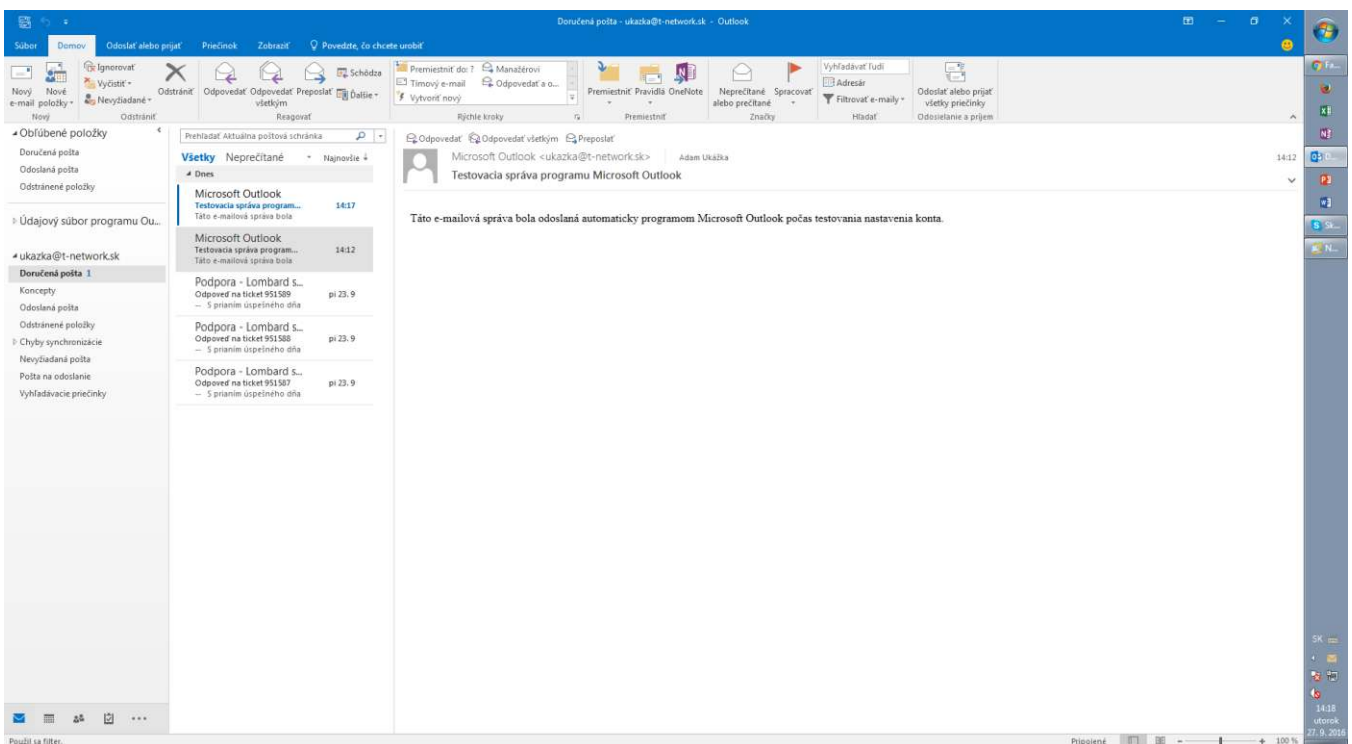 Doručená pošta - ukazka@t-network.sk - Outlook
Súbor Domov Odoslať alebo prijať Priečinok Zobraziť Povedzte, čo chcete urobiť
Nový e-mail
Nové položky
Nový
Ignorovať
Vyčistiť
Nevyžiadané
Odstrániť
Odstrániť
Odpovedať
Odpovedať všetkým
Preposlať
Schôdza
Ďalšie
Reagovať
Premiestniť do: ?
Tímový e-mail
Vytvoriť nový
Manažérovi
Odpovedať a o...
Rýchle kroky
Premiestniť
Pravidlá
OneNote
Premiestniť
Neprečítané alebo prečítané
Spracovať
Značky
Vyhľadávať ľudí
Adresár
Filtrovať e-maily
Hľadať
Odoslať alebo prijať
všetky priečinky
Odosielanie a príjem
Obľúbené položky
Doručená pošta
Odoslaná pošta
Odstránené položky
Údajový súbor programu Ou...
ukazka@t-network.sk
Doručená pošta 1
Koncepty
Odoslaná pošta
Odstránené položky
Chyby synchronizácie
Nevyžiadaná pošta
Pošta na odoslanie
Vyhľadávacie priečinky
Prehľadať Aktuálna poštová schránka
Všetky Neprečítané Najnovšie
Dnes
Microsoft Outlook
Testovacia správa program... 14:17
Táto e-mailová správa bola
Microsoft Outlook
Testovacia správa program... 14:12
Táto e-mailová správa bola
Podpora - Lombard s...
Odpoveď na ticket 951589 pi 23. 9
-- S prianím úspešného dňa
Podpora - Lombard s...
Odpoveď na ticket 951588 pi 23. 9
-- S prianím úspešného dňa
Podpora - Lombard s...
Odpoveď na ticket 951587 pi 23. 9
-- S prianím úspešného dňa
Odpovedať Odpovedať všetkým Preposlať
Microsoft Outlook <ukazka@t-network.sk> Adam Ukážka 14:12
Testovacia správa programu Microsoft Outlook
Táto e-mailová správa bola odoslaná automaticky programom Microsoft Outlook počas testovania nastavenia konta.
Použil sa filter.
Pripojené 100 %
Fa...
Sk...
N...
SK
14:18
utorok
27. 9. 2016